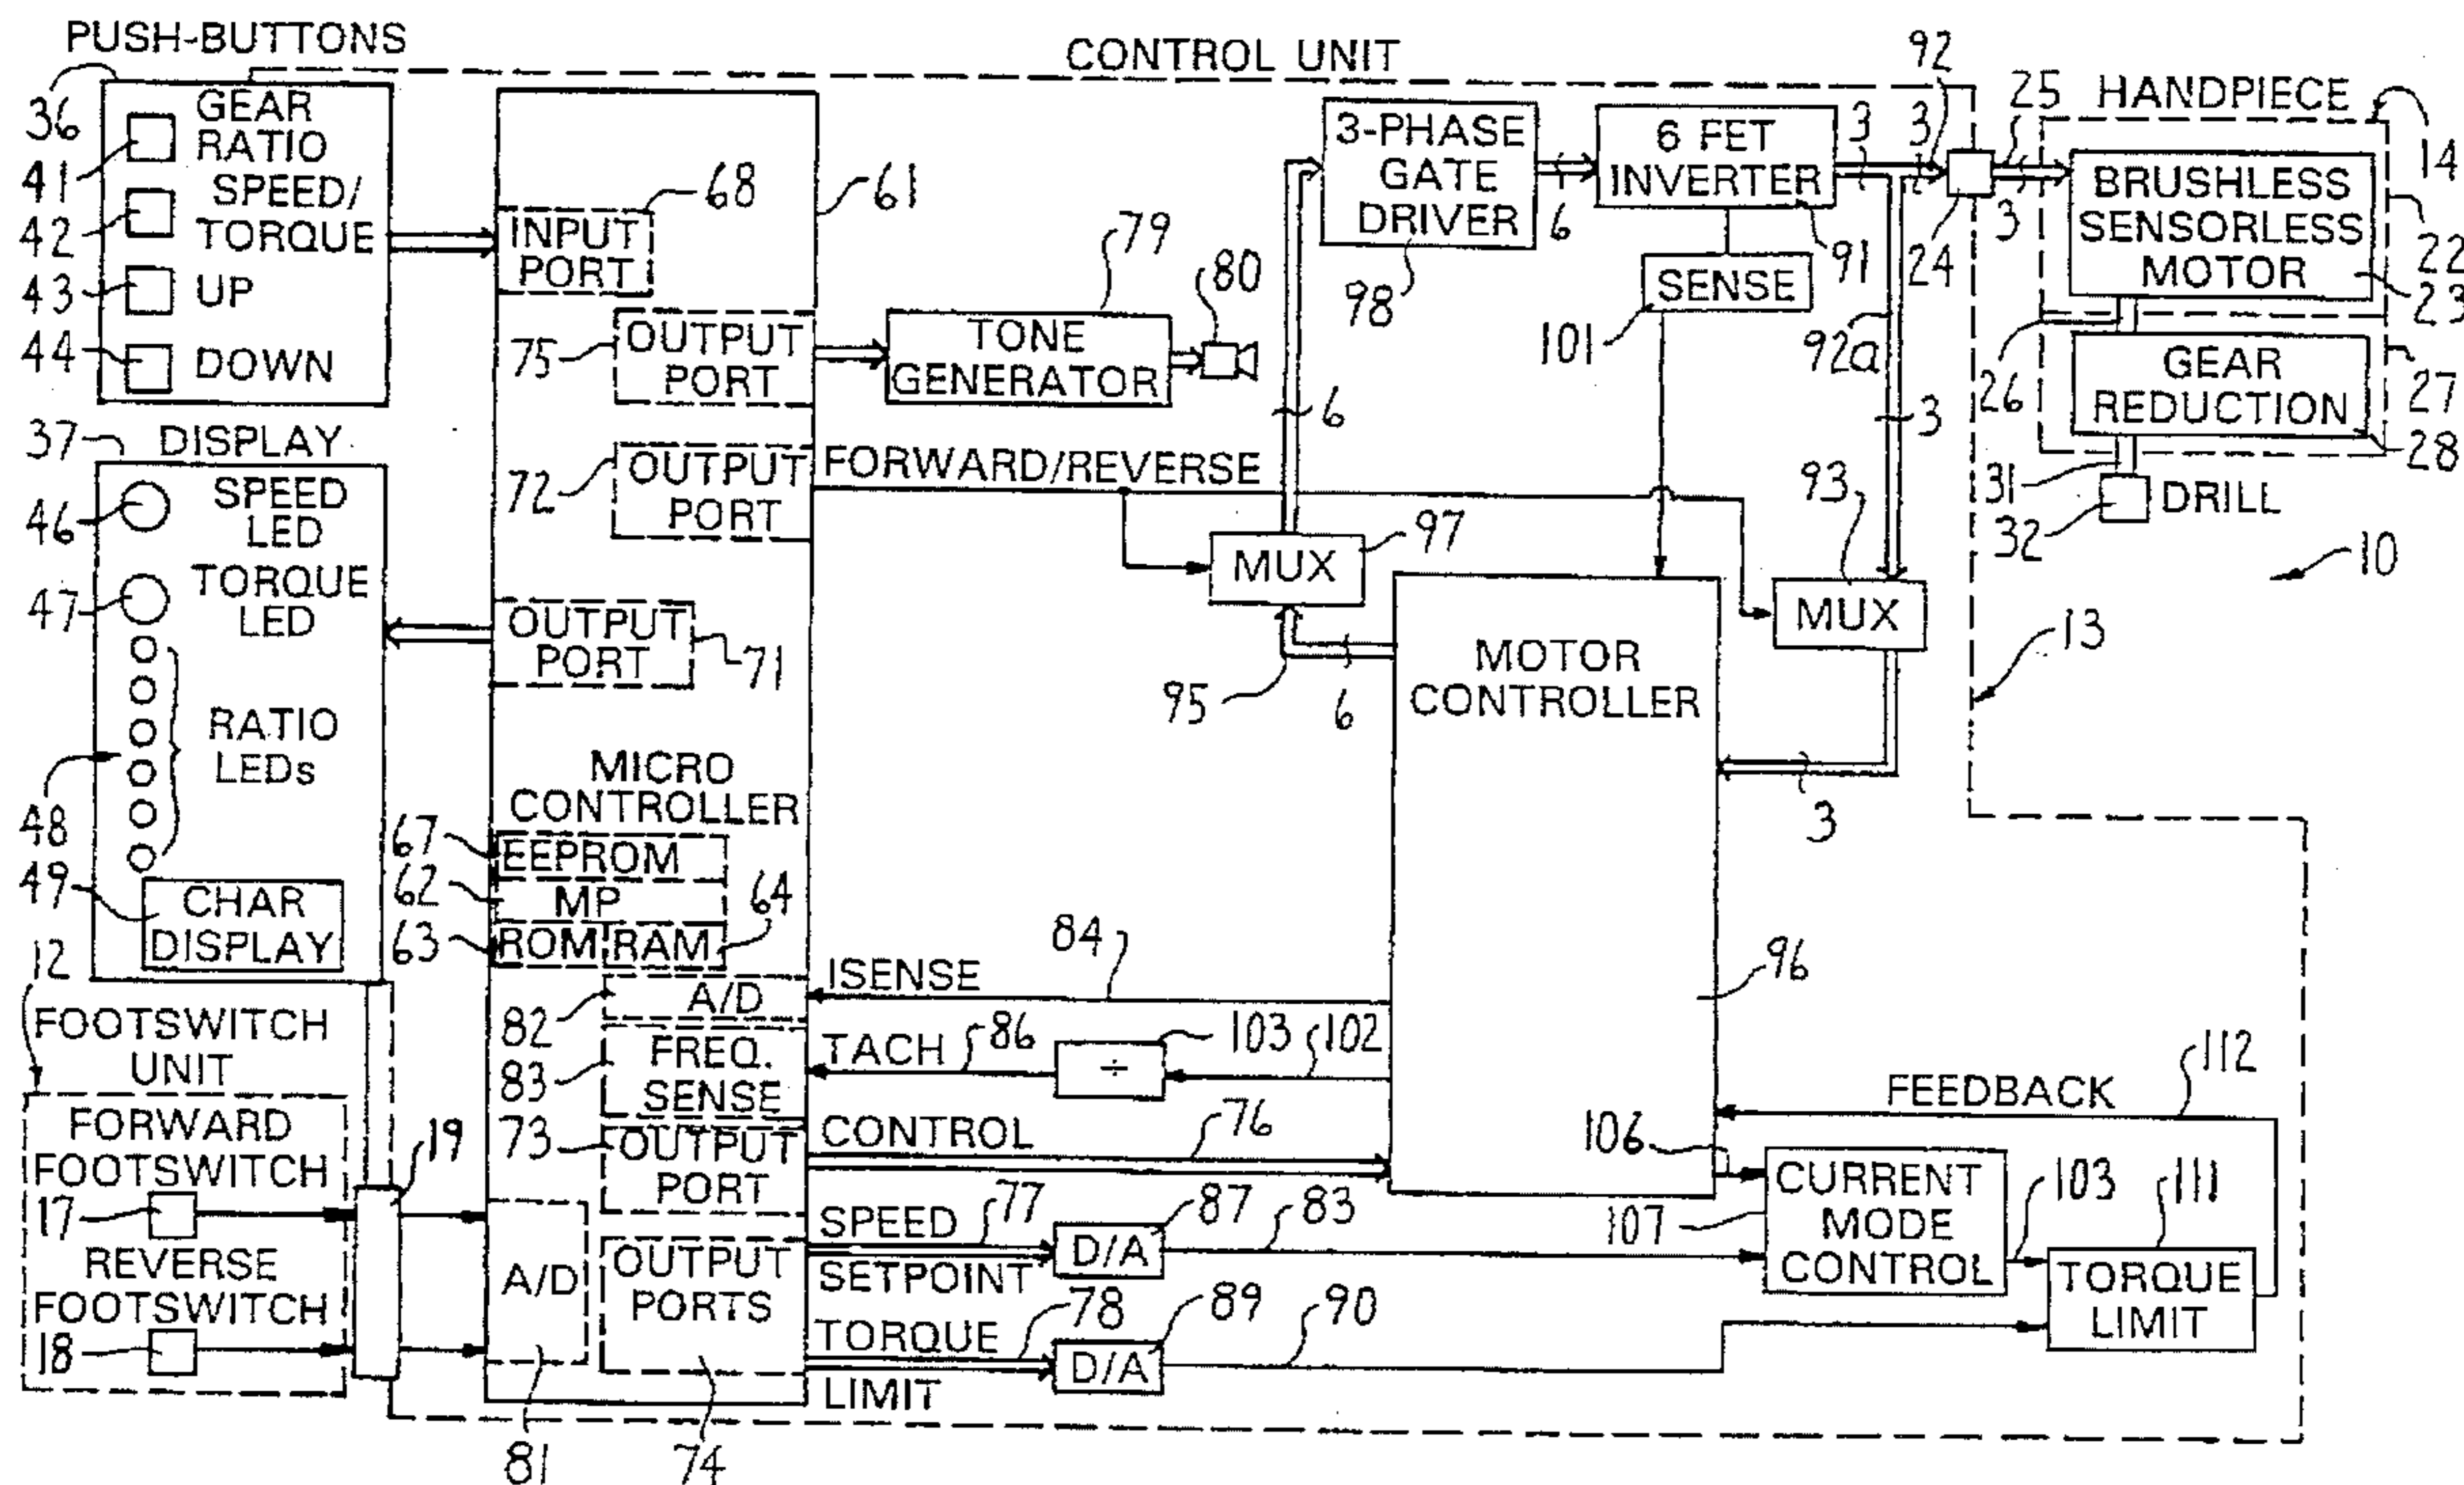 PUSH-BUTTONS
36
GEAR
RATIO
41
SPEED/
TORQUE
42
UP
43
DOWN
44
37
DISPLAY
SPEED
LED
46
TORQUE
LED
47
RATIO
LEDs
48
CHAR
DISPLAY
49
12
FOOTSWITCH
UNIT
FORWARD
FOOTSWITCH
17
REVERSE
FOOTSWITCH
18
19
CONTROL UNIT
61
INPUT
PORT
68
OUTPUT
PORT
75
OUTPUT
PORT
72
OUTPUT
PORT
71
MICRO
CONTROLLER
67
EEPROM
62
MP
64
63
ROM
RAM
A/D
82
FREQ.
SENSE
83
73
OUTPUT
PORT
A/D
81
OUTPUT
PORTS
74
79
TONE
GENERATOR
80
FORWARD/REVERSE
MUX
97
6
95
6
3-PHASE
GATE
DRIVER
98
6
6 FET
INVERTER
91
SENSE
101
3
3
92
92a
3
24
93
MUX
3
MOTOR
CONTROLLER
96
ISENSE
84
TACH
86
÷
103
102
CONTROL
76
SPEED
SETPOINT
77
D/A
87
83
TORQUE
LIMIT
78
D/A
89
90
106
CURRENT
MODE
CONTROL
107
103
111
TORQUE
LIMIT
FEEDBACK
112
25
3
HANDPIECE
14
BRUSHLESS
SENSORLESS
MOTOR
22
23
26
GEAR
REDUCTION
27
28
31
32
DRILL
10
13